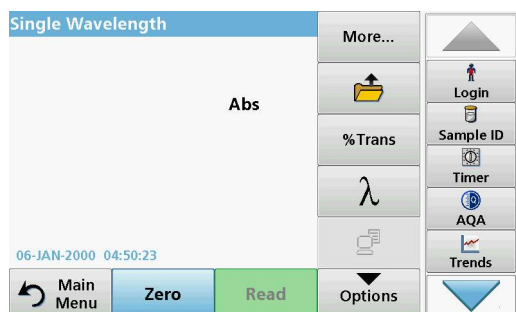 Single Wavelength
More...
Login
Abs
Sample ID
%Trans
Timer
λ
AQA
06-JAN-2000 04:50:23
Trends
Main
Menu
Zero
Read
Options